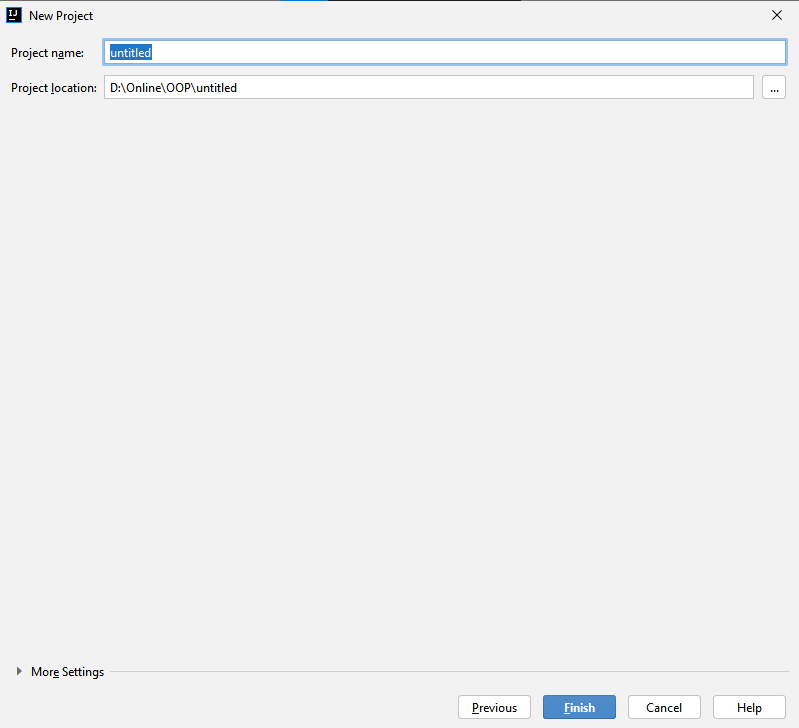 IJ New Project
Project name: untitled
Project location: D:\Online\OOP\untitled ...
More Settings
Previous Finish Cancel Help